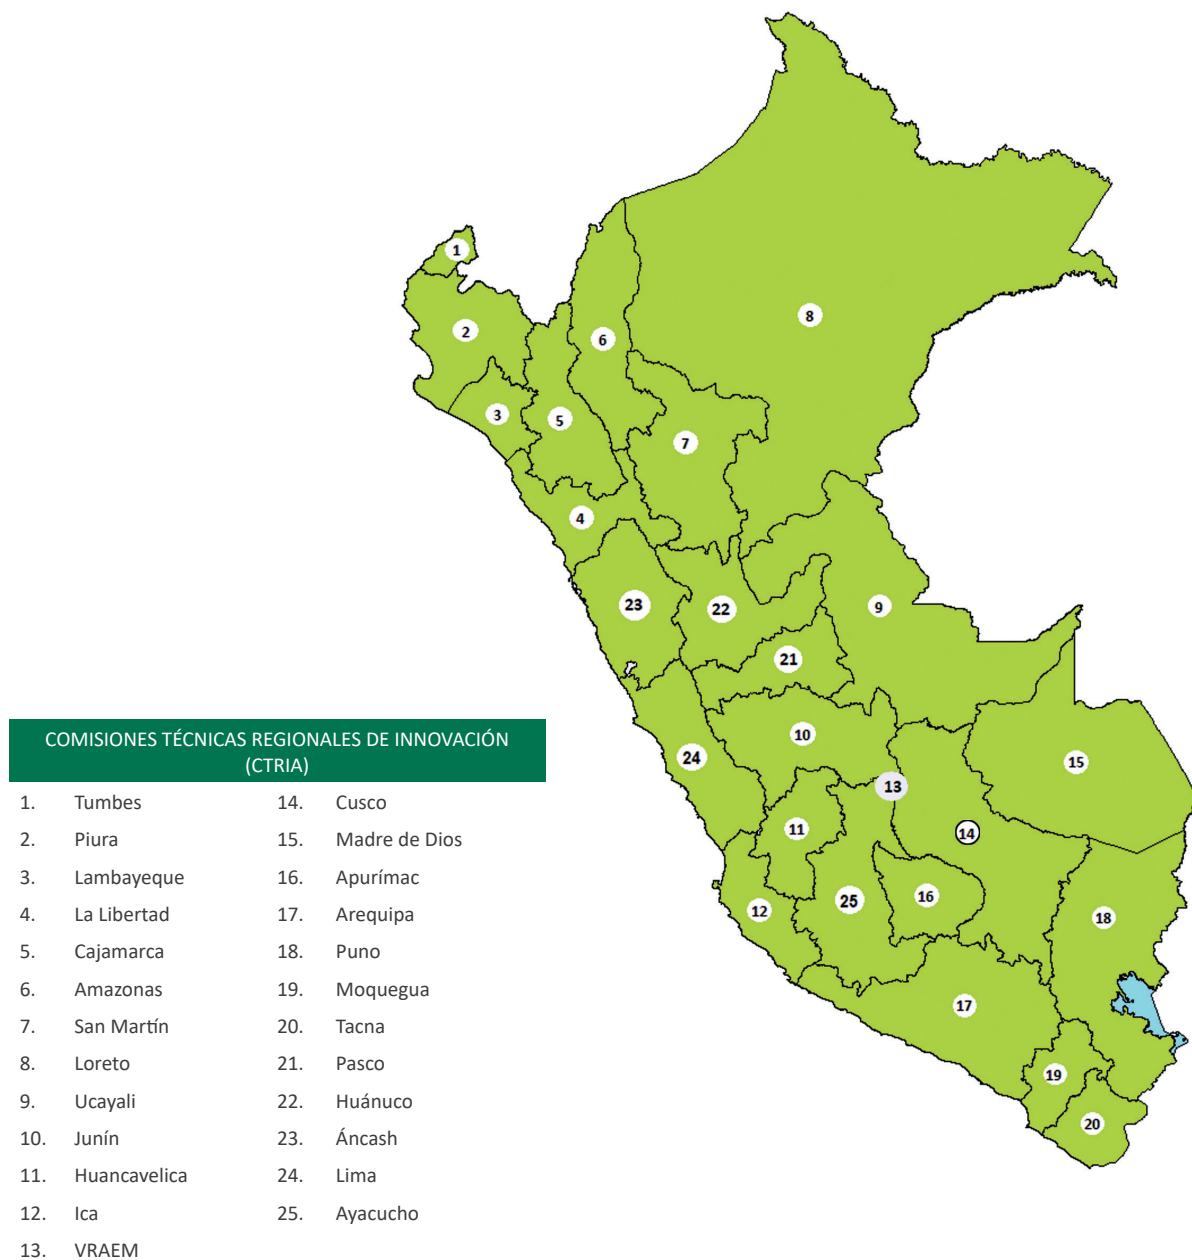 1
2
6
8
3
5
7
4
23
22
9
21
10
24
15
13
11
14
16
25
12
18
17
19
20
COMISIONES TÉCNICAS REGIONALES DE INNOVACIÓN
(CTRIA)
1. Tumbes
2. Piura
3. Lambayeque
4. La Libertad
5. Cajamarca
6. Amazonas
7. San Martín
8. Loreto
9. Ucayali
10. Junín
11. Huancavelica
12. Ica
13. VRAEM
14. Cusco
15. Madre de Dios
16. Apurímac
17. Arequipa
18. Puno
19. Moquegua
20. Tacna
21. Pasco
22. Huánuco
23. Áncash
24. Lima
25. Ayacucho